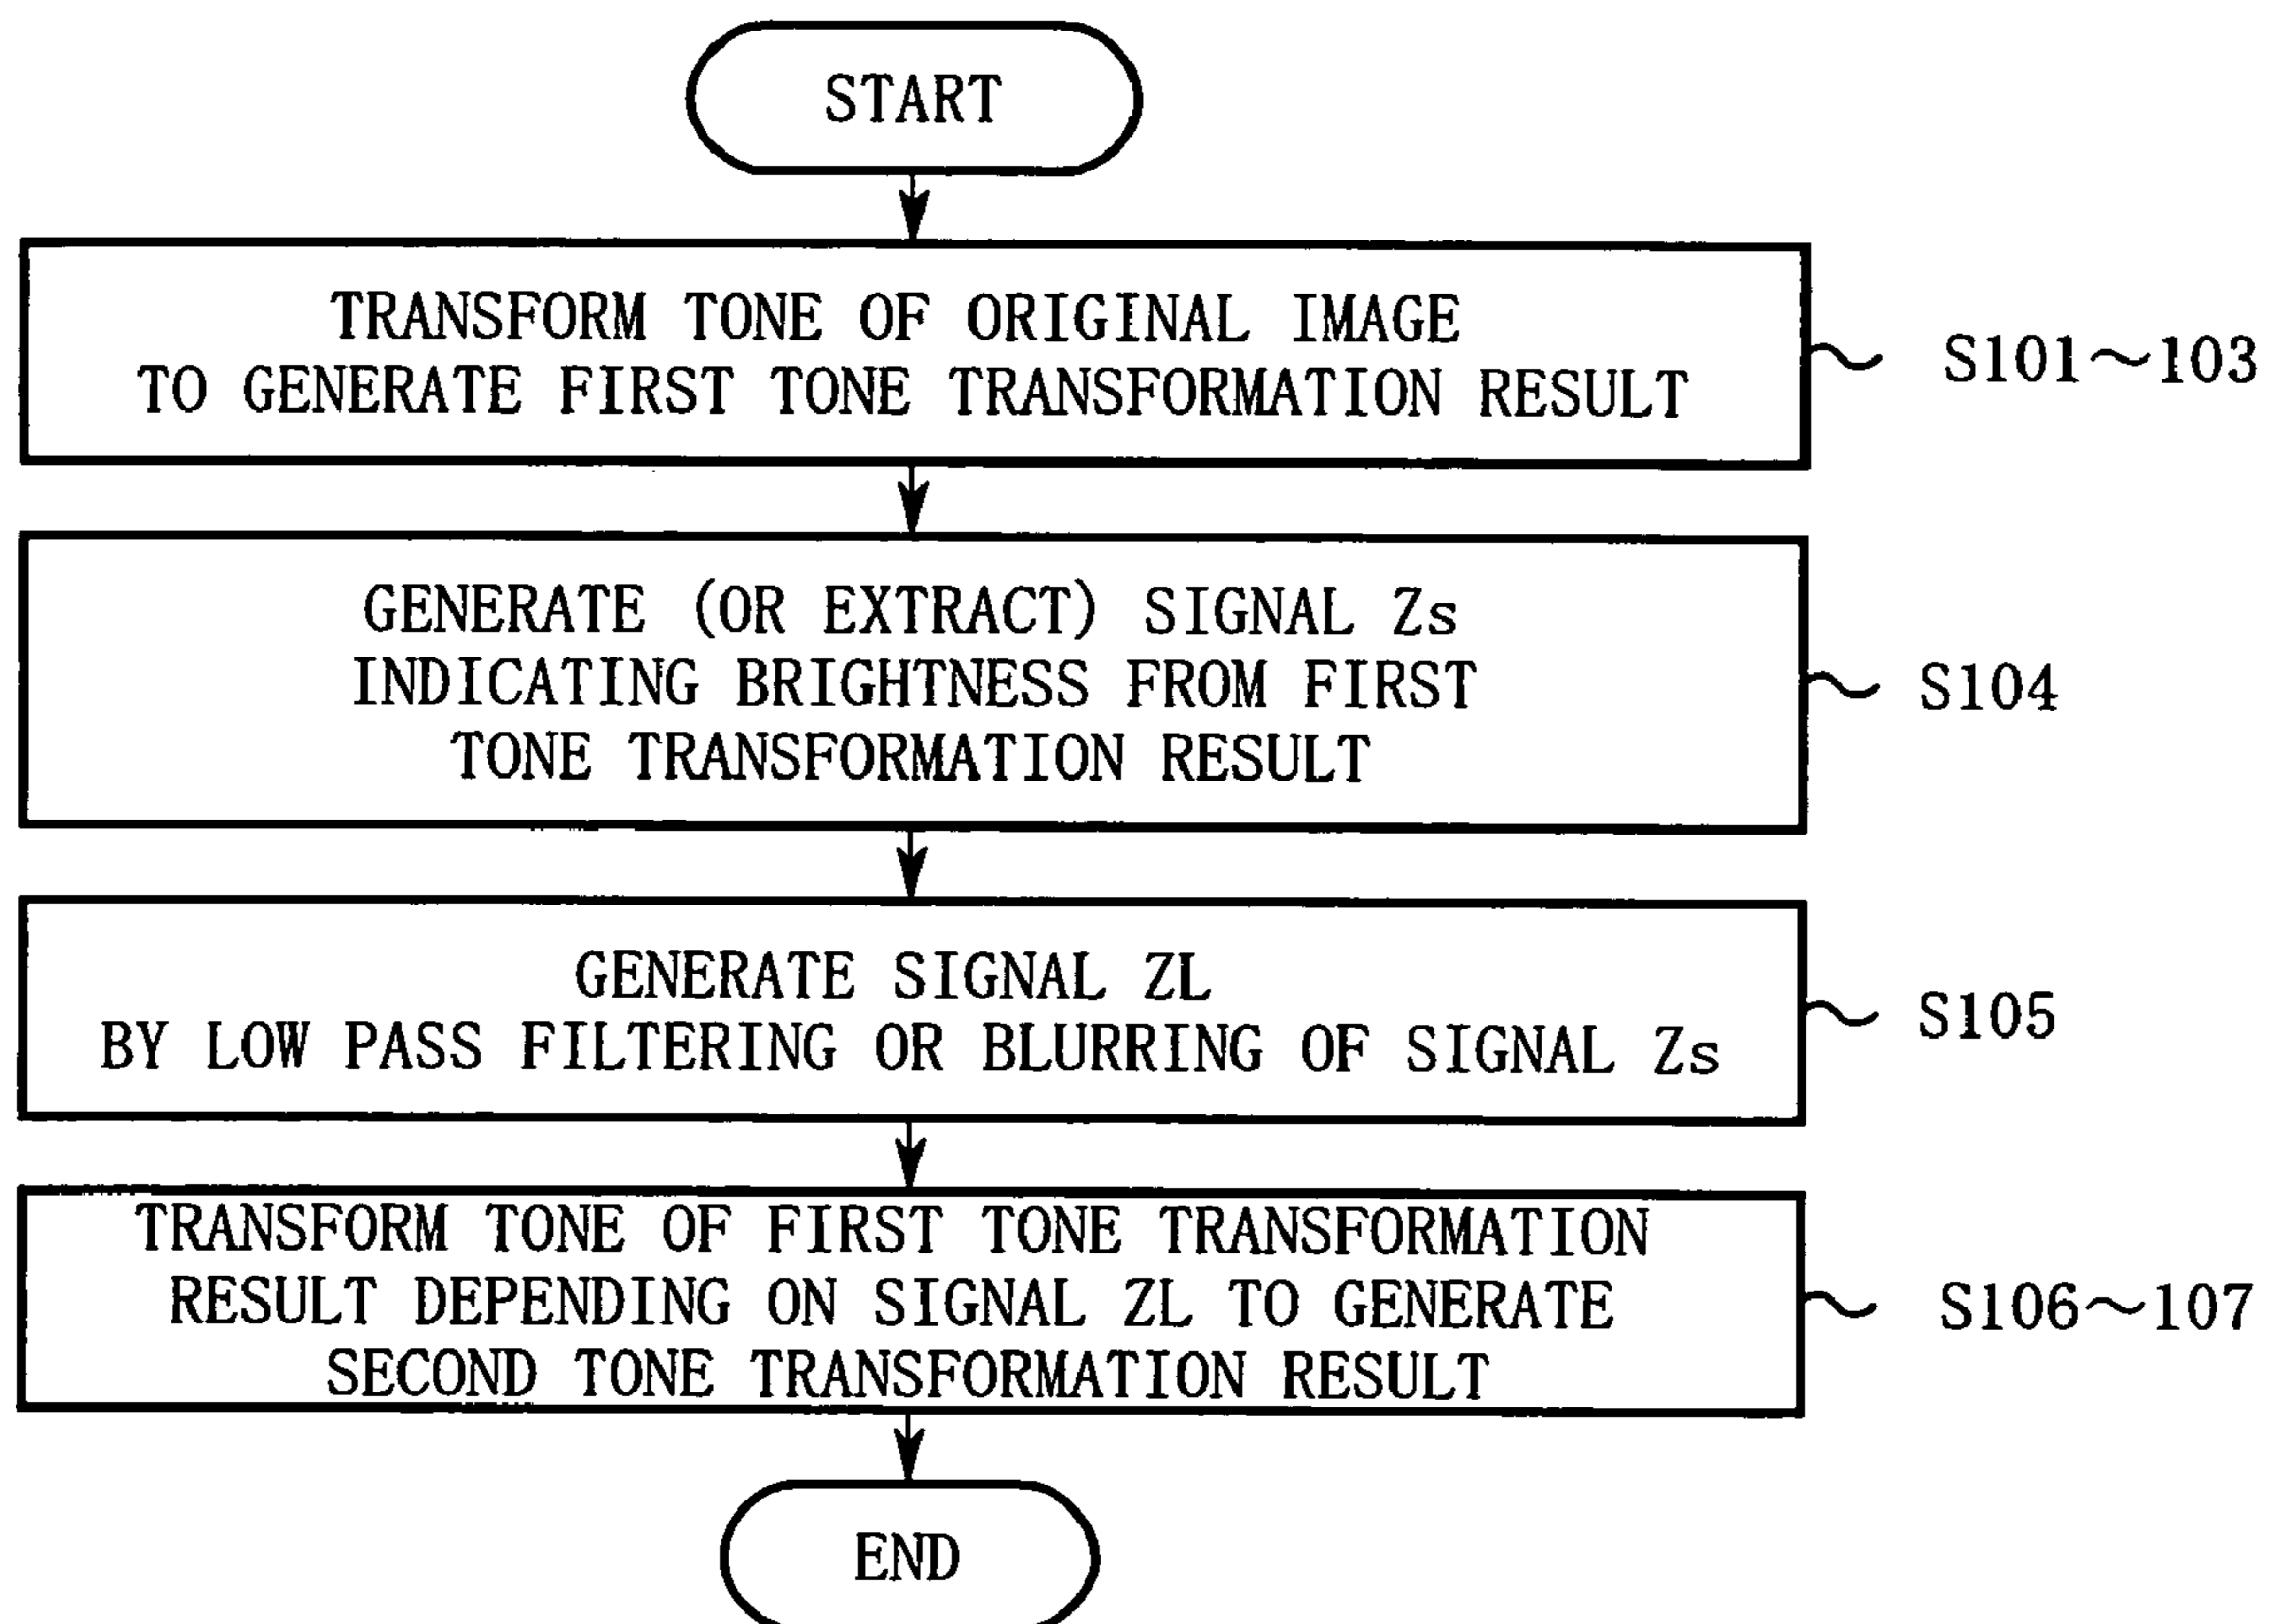 START
TRANSFORM TONE OF ORIGINAL IMAGE
TO GENERATE FIRST TONE TRANSFORMATION RESULT
S101～103
GENERATE (OR EXTRACT) SIGNAL Zs
INDICATING BRIGHTNESS FROM FIRST
TONE TRANSFORMATION RESULT
S104
GENERATE SIGNAL ZL
BY LOW PASS FILTERING OR BLURRING OF SIGNAL Zs
S105
TRANSFORM TONE OF FIRST TONE TRANSFORMATION
RESULT DEPENDING ON SIGNAL ZL TO GENERATE
SECOND TONE TRANSFORMATION RESULT
S106～107
END